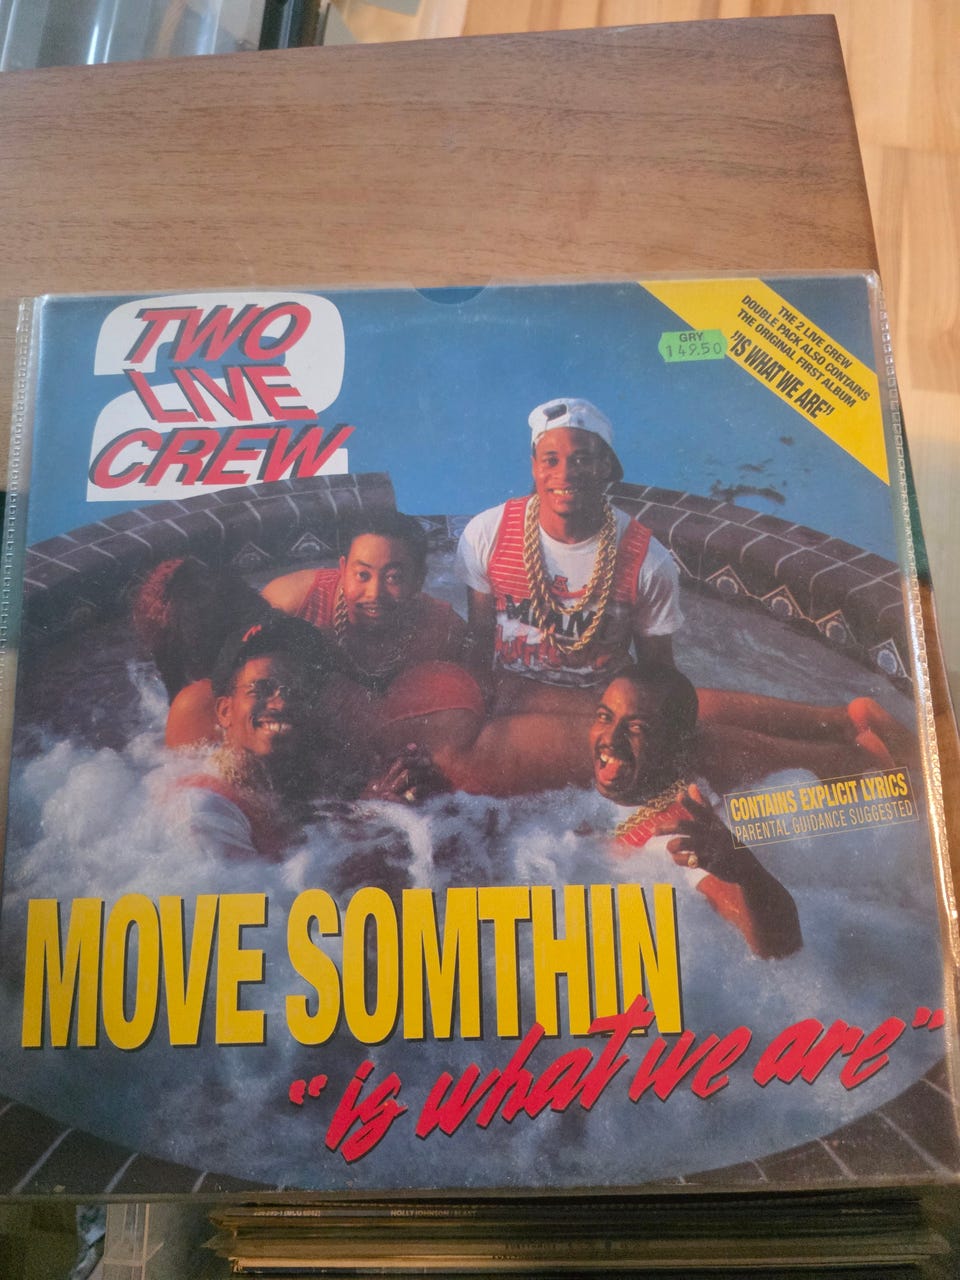 TWO
LIVE
CREW
THE 2 LIVE CREW
DOUBLE PACK ALSO CONTAINS
THE ORIGINAL FIRST ALBUM
"IS WHAT WE ARE"
GRY
149.50
MIAMI
CONTAINS EXPLICIT LYRICS
PARENTAL GUIDANCE SUGGESTED
MOVE SOMTHIN
"is what we are"
HOLLY JOHNSON / BLAST